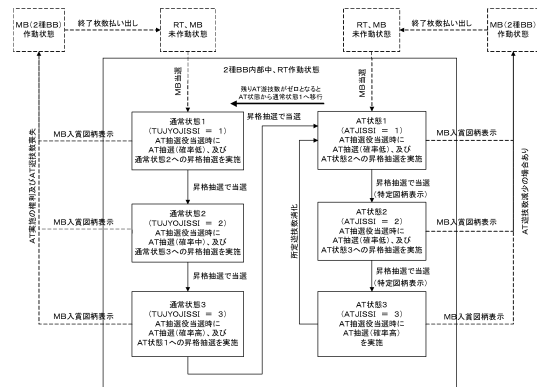 MB(2種BB)
作動状態
終了枚数払い出し
RT、MB
未作動状態
RT、MB
未作動状態
終了枚数払い出し
MB(2種BB)
作動状態
MB当選
2種BB内部中、RT作動状態
MB当選
残りAT遊技数がゼロとなると
AT状態から通常状態1へ移行
通常状態1
(TUJYOJISSI = 1)
AT抽選役当選時に
AT抽選(確率低)、及び
通常状態2への昇格抽選を実施
昇格抽選で当選
AT状態1
(ATJISSI = 1)
AT抽選役当選時に
AT抽選(確率低)、及び
AT状態2への昇格抽選を実施
MB入賞図柄表示
MB入賞図柄表示
昇格抽選で当選
昇格抽選で当選
(特定図柄表示)
AT実施の権利及びAT遊技数喪失
MB入賞図柄表示
通常状態2
(TUJYOJISSI = 2)
AT抽選役当選時に
AT抽選(確率中)、及び
通常状態3への昇格抽選を実施
所定遊技数消化
AT状態2
(ATJISSI = 2)
AT抽選役当選時に
AT抽選(確率低)、及び
AT状態3への昇格抽選を実施
MB入賞図柄表示
AT遊技数減少の場合あり
昇格抽選で当選
昇格抽選で当選
(特定図柄表示)
MB入賞図柄表示
通常状態3
(TUJYOJISSI = 3)
AT抽選役当選時に
AT抽選(確率高)、及び
AT状態1への昇格抽選を実施
AT状態3
(ATJISSI = 3)
AT抽選役当選時に
AT抽選(確率高)
を実施
MB入賞図柄表示